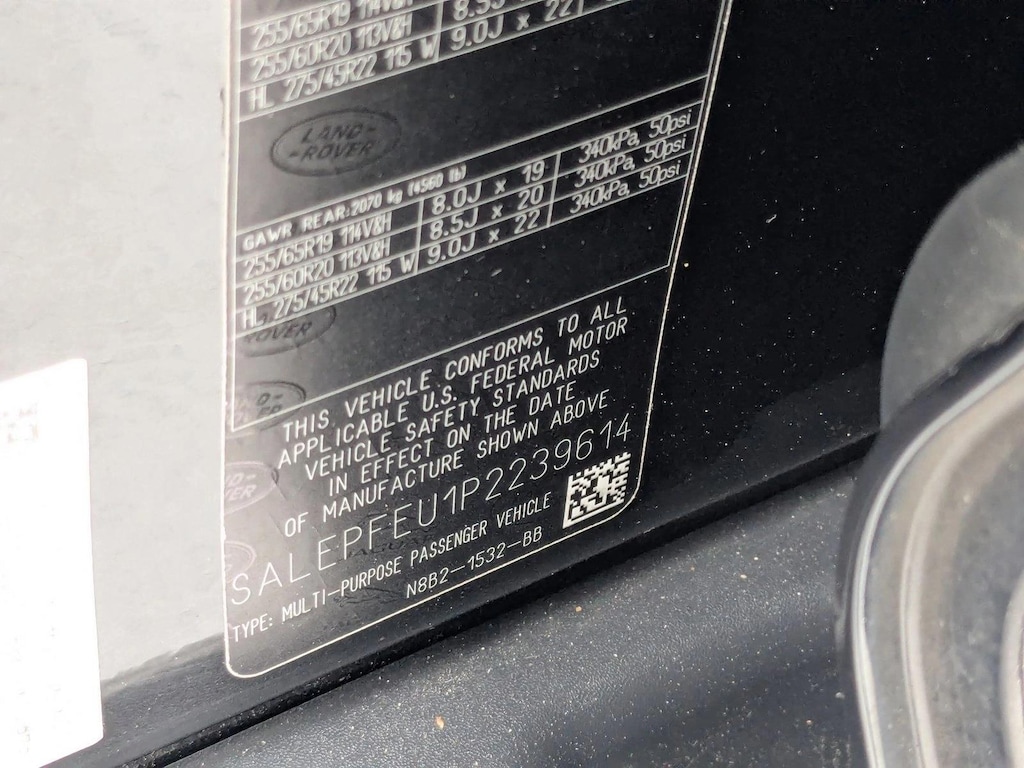 255/65R19 114V&H
255/60R20 113V&H
HL 275/45R22 115 W 9.0J x 22
LAND-
-ROVER
GAWR REAR: 2070 kg (4560 lb)
255/65R19 114V&H 8.0J x 19 340kPa, 50psi
255/60R20 113V&H 8.5J x 20 340kPa, 50psi
HL 275/45R22 115 W 9.0J x 22 340kPa, 50psi
ROVER
THIS VEHICLE CONFORMS TO ALL
APPLICABLE U.S. FEDERAL MOTOR
VEHICLE SAFETY STANDARDS
IN EFFECT ON THE DATE
OF MANUFACTURE SHOWN ABOVE
SALEPFEU1P2239614
TYPE: MULTI-PURPOSE PASSENGER VEHICLE
N8B2-1532-BB